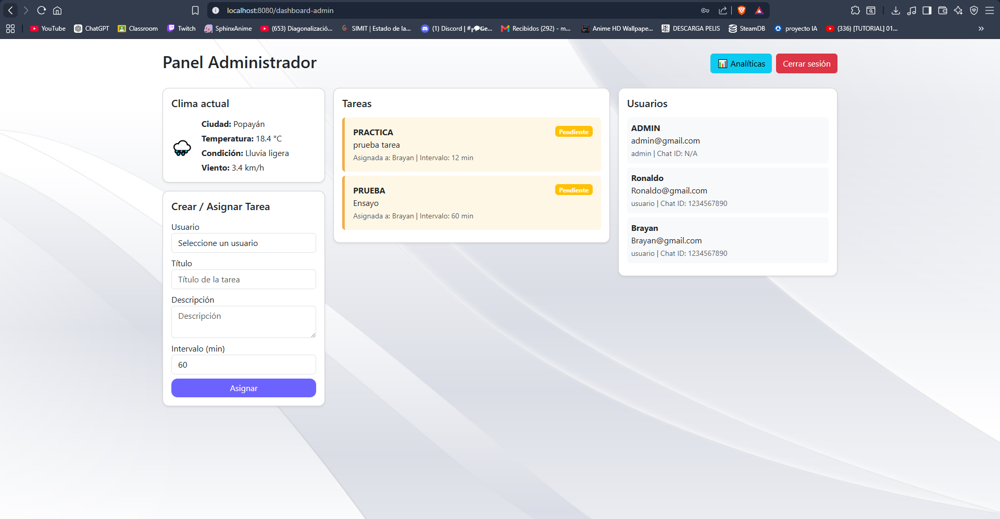 localhost:8080/dashboard-admin
YouTube
ChatGPT
Classroom
Twitch
SphinxAnime
(653) Diagonalizació...
SIMIT | Estado de la...
(1) Discord | #╔💬Ge...
Recibidos (292) - m...
Anime HD Wallpape...
DESCARGA PELIS
SteamDB
proyecto IA
(336) [TUTORIAL] 01...
Panel Administrador
Analíticas
Cerrar sesión
Clima actual
Ciudad: Popayán
Temperatura: 18.4 °C
Condición: Lluvia ligera
Viento: 3.4 km/h
Crear / Asignar Tarea
Usuario
Seleccione un usuario
Título
Título de la tarea
Descripción
Descripción
Intervalo (min)
60
Asignar
Tareas
PRACTICA
Pendiente
prueba tarea
Asignada a: Brayan | Intervalo: 12 min
PRUEBA
Pendiente
Ensayo
Asignada a: Brayan | Intervalo: 60 min
Usuarios
ADMIN
admin@gmail.com
admin | Chat ID: N/A
Ronaldo
Ronaldo@gmail.com
usuario | Chat ID: 1234567890
Brayan
Brayan@gmail.com
usuario | Chat ID: 1234567890